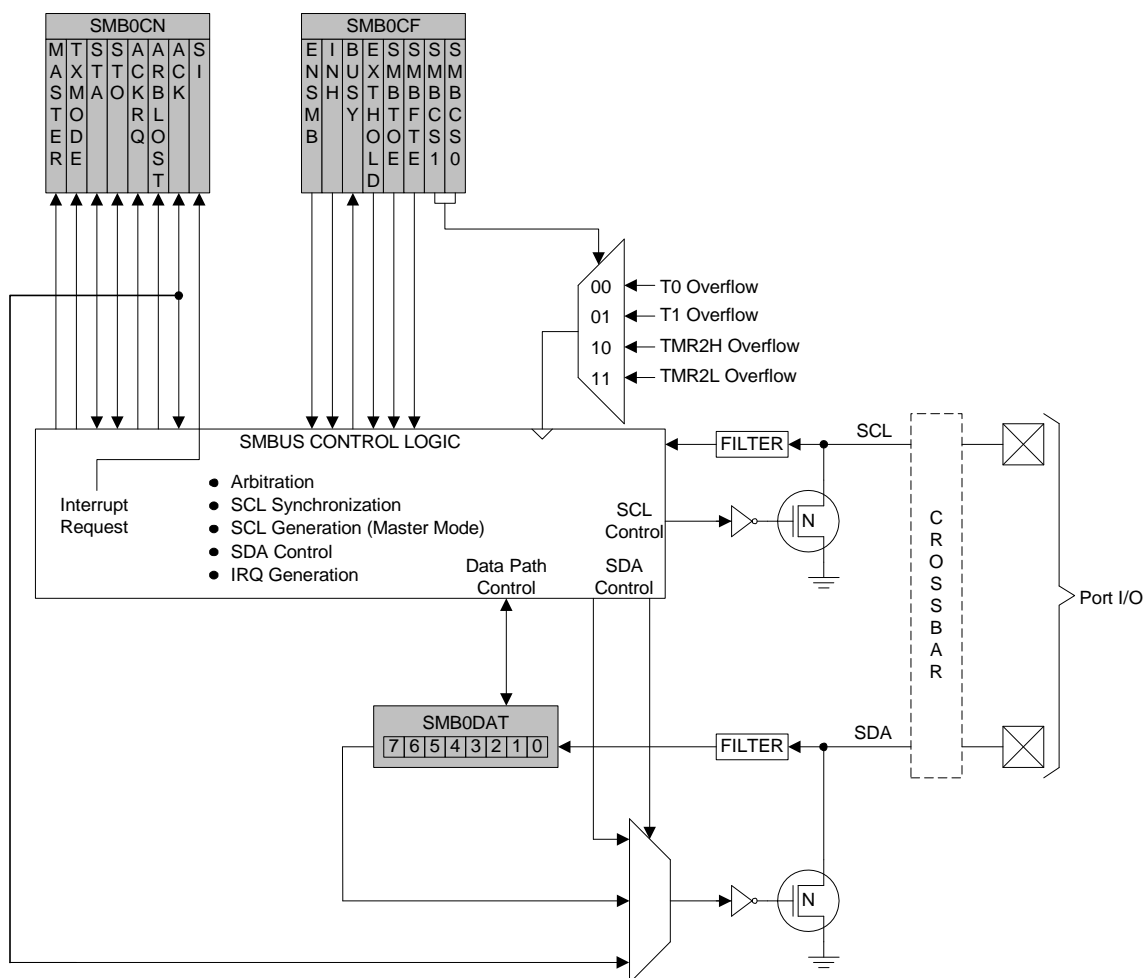 SMB0CN
MASTER
TXMODE
STA
STO
ACKRQ
ARBLOST
ACK
SI
SMB0CF
ENSMB
INH
BUSY
EXTHOLD
SMBTOE
SMBFTE
SMBCS1
SMBCS0
00
T0 Overflow
01
T1 Overflow
10
TMR2H Overflow
11
TMR2L Overflow
SMBUS CONTROL LOGIC
Interrupt
Request
Arbitration
SCL Synchronization
SCL Generation (Master Mode)
SDA Control
IRQ Generation
SCL
Control
Data Path
Control
SDA
Control
FILTER
SCL
N
CROSSBAR
Port I/O
SMB0DAT
7 6 5 4 3 2 1 0
FILTER
SDA
N